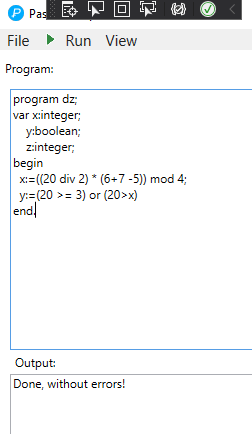 Pas
File Run View
Program:
program dz;
var x:integer;
y:boolean;
z:integer;
begin
x:=((20 div 2) * (6+7 -5)) mod 4;
y:=(20 >= 3) or (20>x)
end.
Output:
Done, without errors!